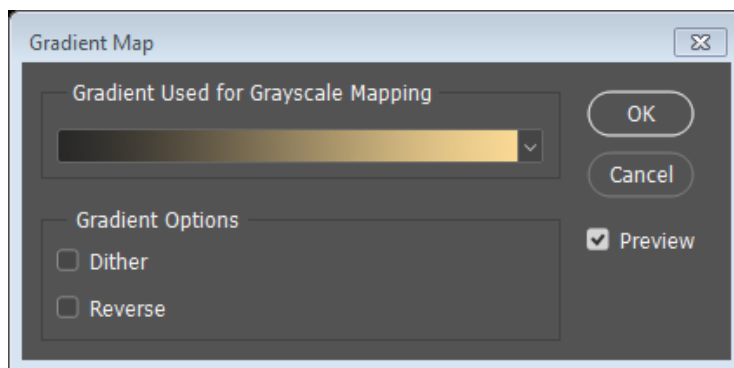 Gradient Map
Gradient Used for Grayscale Mapping
OK
Cancel
Gradient Options
Preview
Dither
Reverse